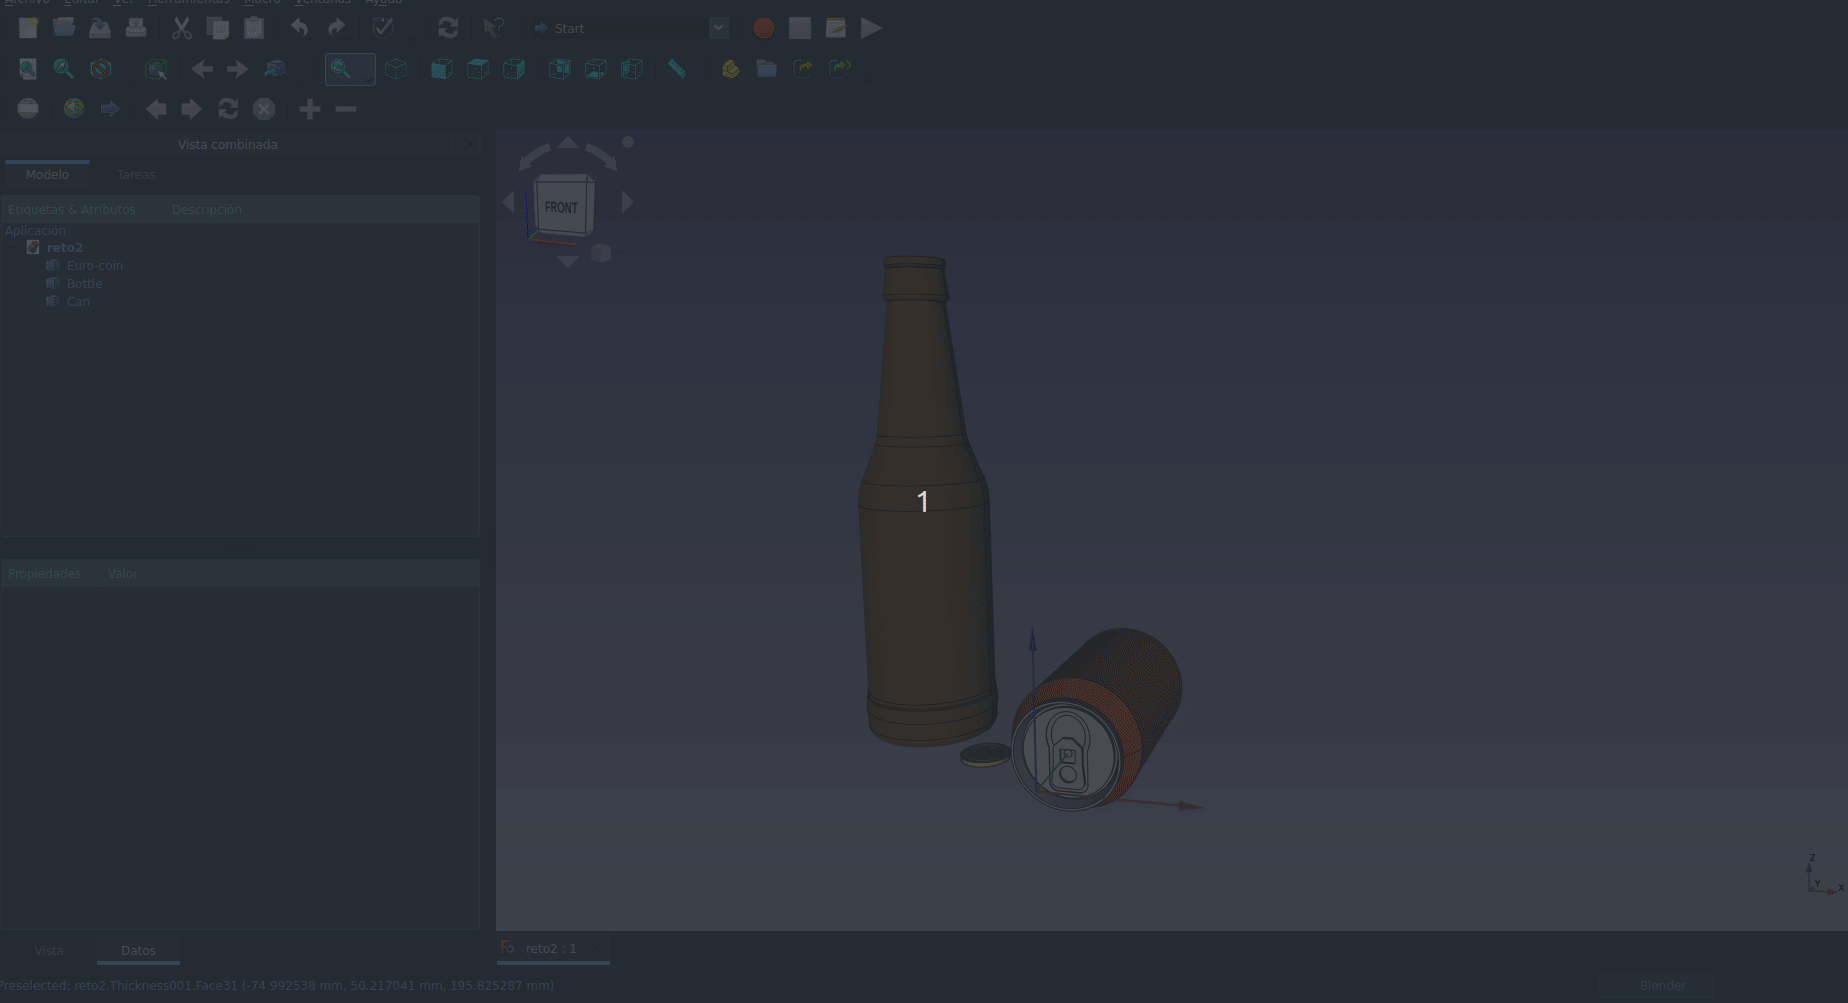 Archivo Editar Ver Herramientas Macro Ventanas Ayuda
Start
Vista combinada
Modelo Tareas
Etiquetas & Atributos Descripción
Aplicación
reto2
Euro-coin
Bottle
Can
FRONT
1
Propiedades Valor
Z
Y X
Vista Datos
reto2 : 1
Preselected: reto2.Thickness001.Face31 (-74.992538 mm, 50.217041 mm, 195.825287 mm)
Blender